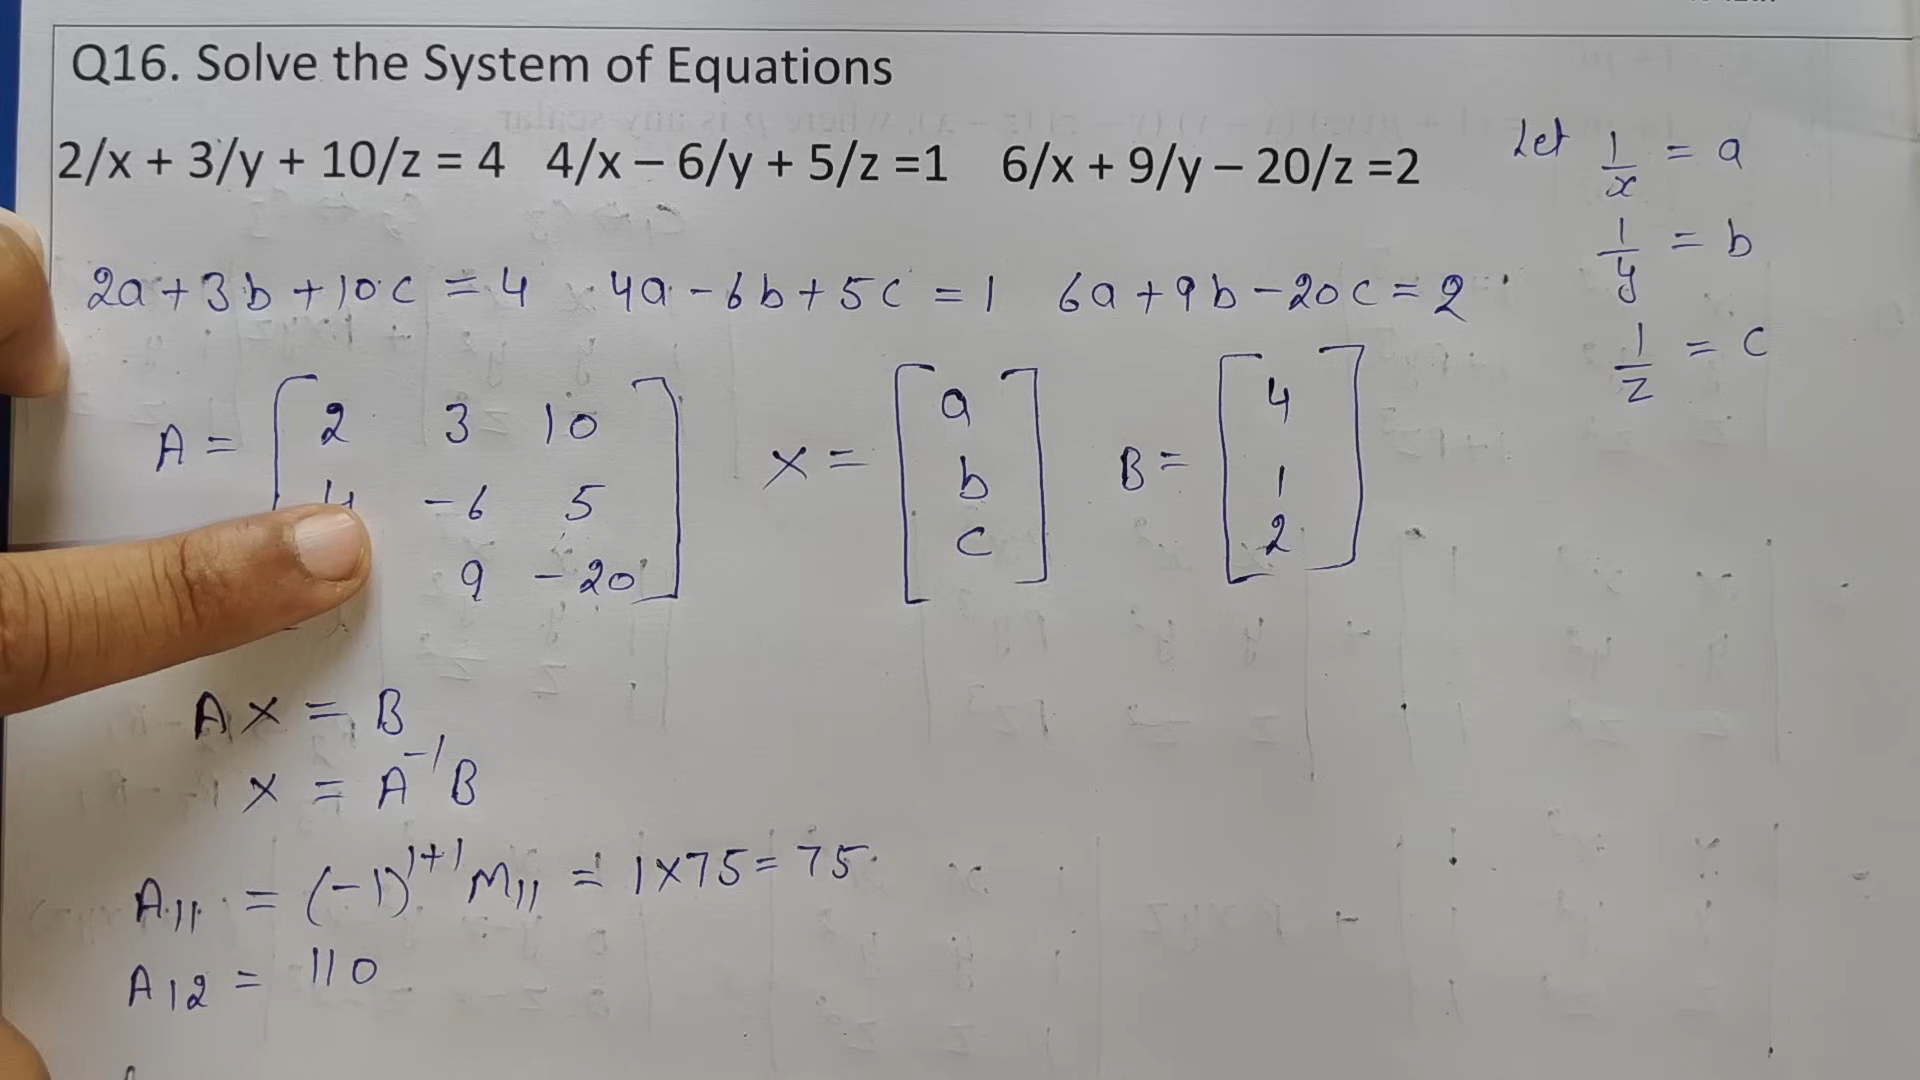 Q16. Solve the System of Equations
2/x + 3/y + 10/z = 4 4/x – 6/y + 5/z =1 6/x + 9/y – 20/z =2
Let 1/x = a
1/y = b
1/z = c
2a + 3b + 10c = 4 4a - 6b + 5c = 1 6a + 9b - 20c = 2
A = [ 2 3 10
4 -6 5
9 -20 ]
X = [ a
b
c ]
B = [ 4
1
2 ]
AX = B
X = A⁻¹B
A11 = (-1)¹⁺¹ M11 = 1×75 = 75
A12 = 110